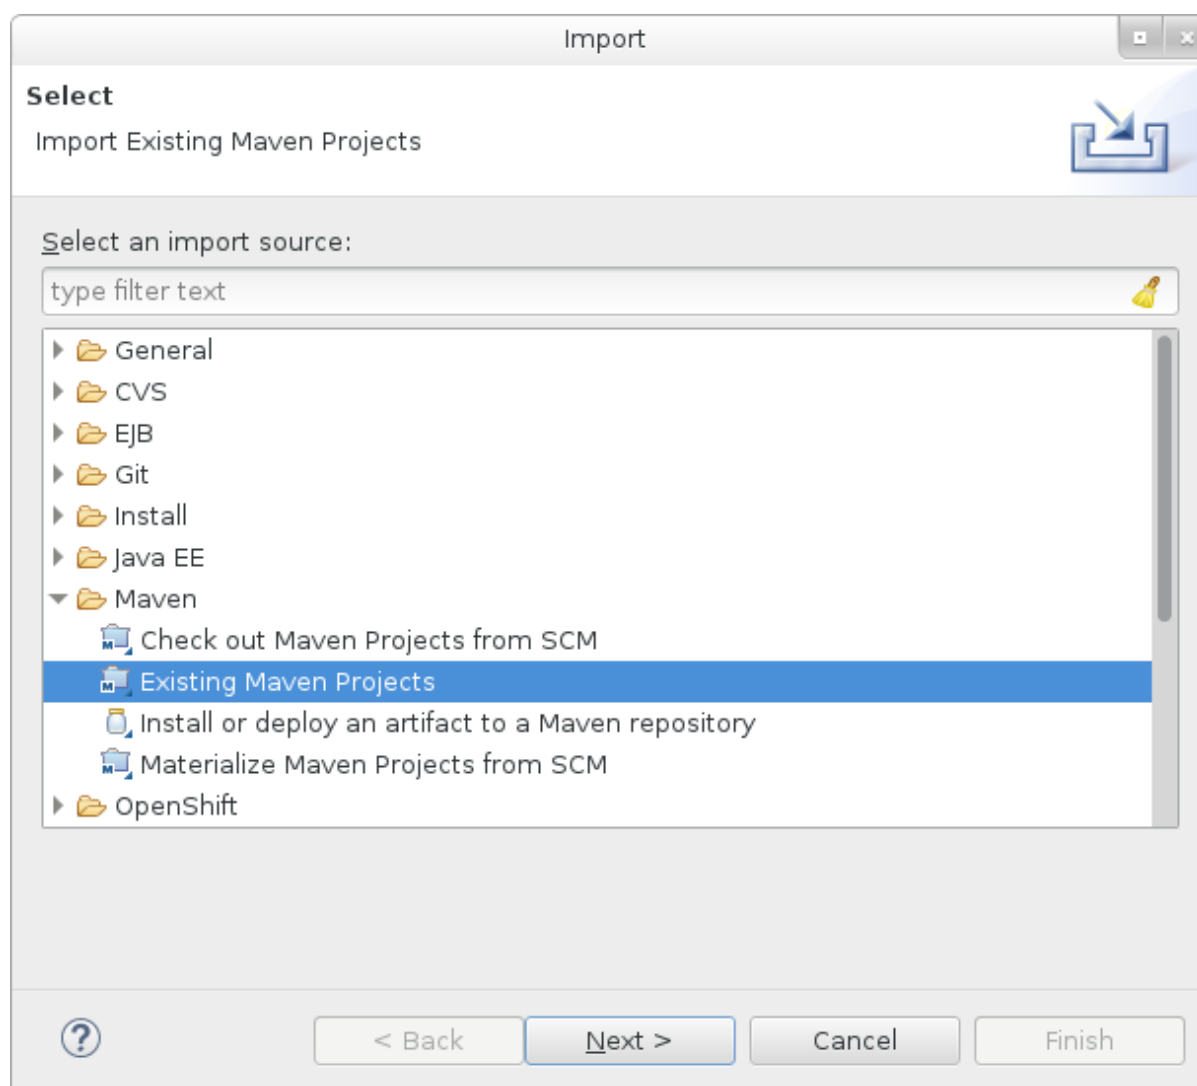 Import
Select
Import Existing Maven Projects
Select an import source:
type filter text
General
CVS
EJB
Git
Install
Java EE
Maven
Check out Maven Projects from SCM
Existing Maven Projects
Install or deploy an artifact to a Maven repository
Materialize Maven Projects from SCM
OpenShift
< Back
Next >
Cancel
Finish